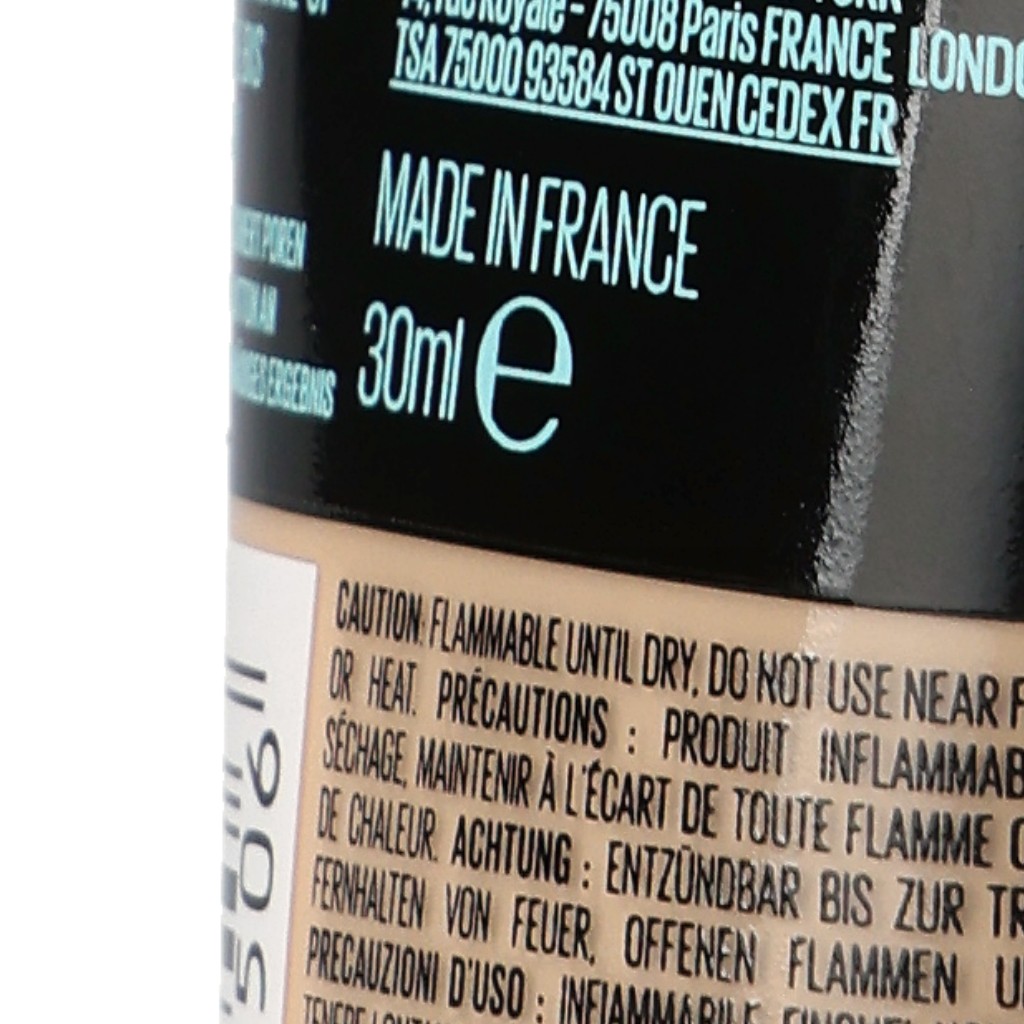 14, rue Royale - 75008 Paris FRANCE LONDO
TSA 75000 93584 ST OUEN CEDEX FR
MADE IN FRANCE
30ml e
POREN
ERGEBNIS
CAUTION: FLAMMABLE UNTIL DRY. DO NOT USE NEAR F
OR HEAT. PRÉCAUTIONS : PRODUIT INFLAMMAB
SÉCHAGE, MAINTENIR À L'ÉCART DE TOUTE FLAMME
DE CHALEUR. ACHTUNG : ENTZÜNDBAR BIS ZUR TR
FERNHALTEN VON FEUER, OFFENEN FLAMMEN U
PRECAUZIONI D'USO : INFIAMMABILE